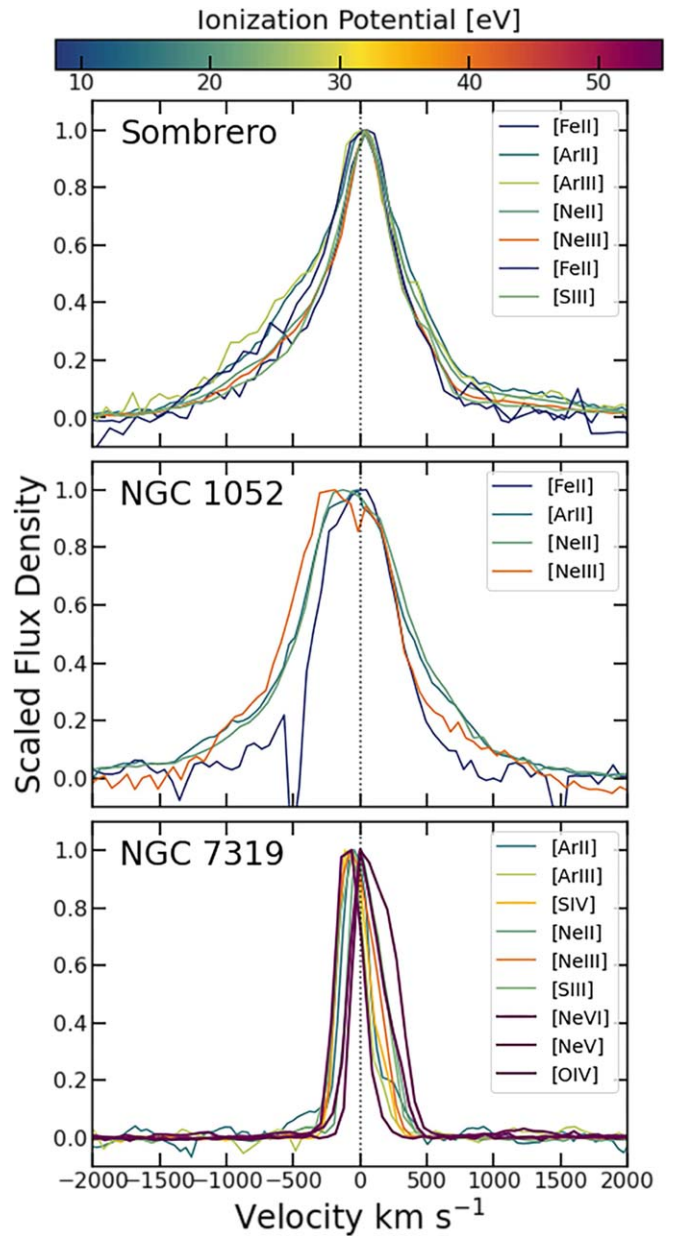 Ionization Potential [eV]
10 20 30 40 50
Sombrero
[FeII]
[ArII]
[ArIII]
[NeII]
[NeIII]
[FeII]
[SIII]
1.0
0.8
0.6
0.4
0.2
0.0
NGC 1052
[FeII]
[ArII]
[NeII]
[NeIII]
1.0
0.8
0.6
0.4
0.2
0.0
Scaled Flux Density
NGC 7319
[ArII]
[ArIII]
[SIV]
[NeII]
[NeIII]
[SIII]
[NeVI]
[NeV]
[OIV]
1.0
0.8
0.6
0.4
0.2
0.0
−2000 −1500 −1000 −500 0 500 1000 1500 2000
Velocity km s⁻¹